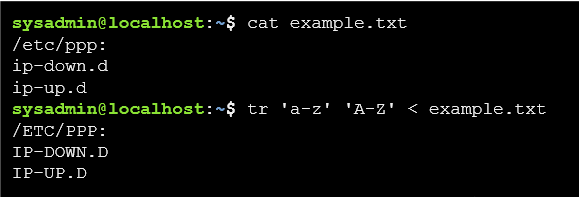 sysadmin@localhost:~$ cat example.txt
/etc/ppp:
ip-down.d
ip-up.d
sysadmin@localhost:~$ tr 'a-z' 'A-Z' < example.txt
/ETC/PPP:
IP-DOWN.D
IP-UP.D